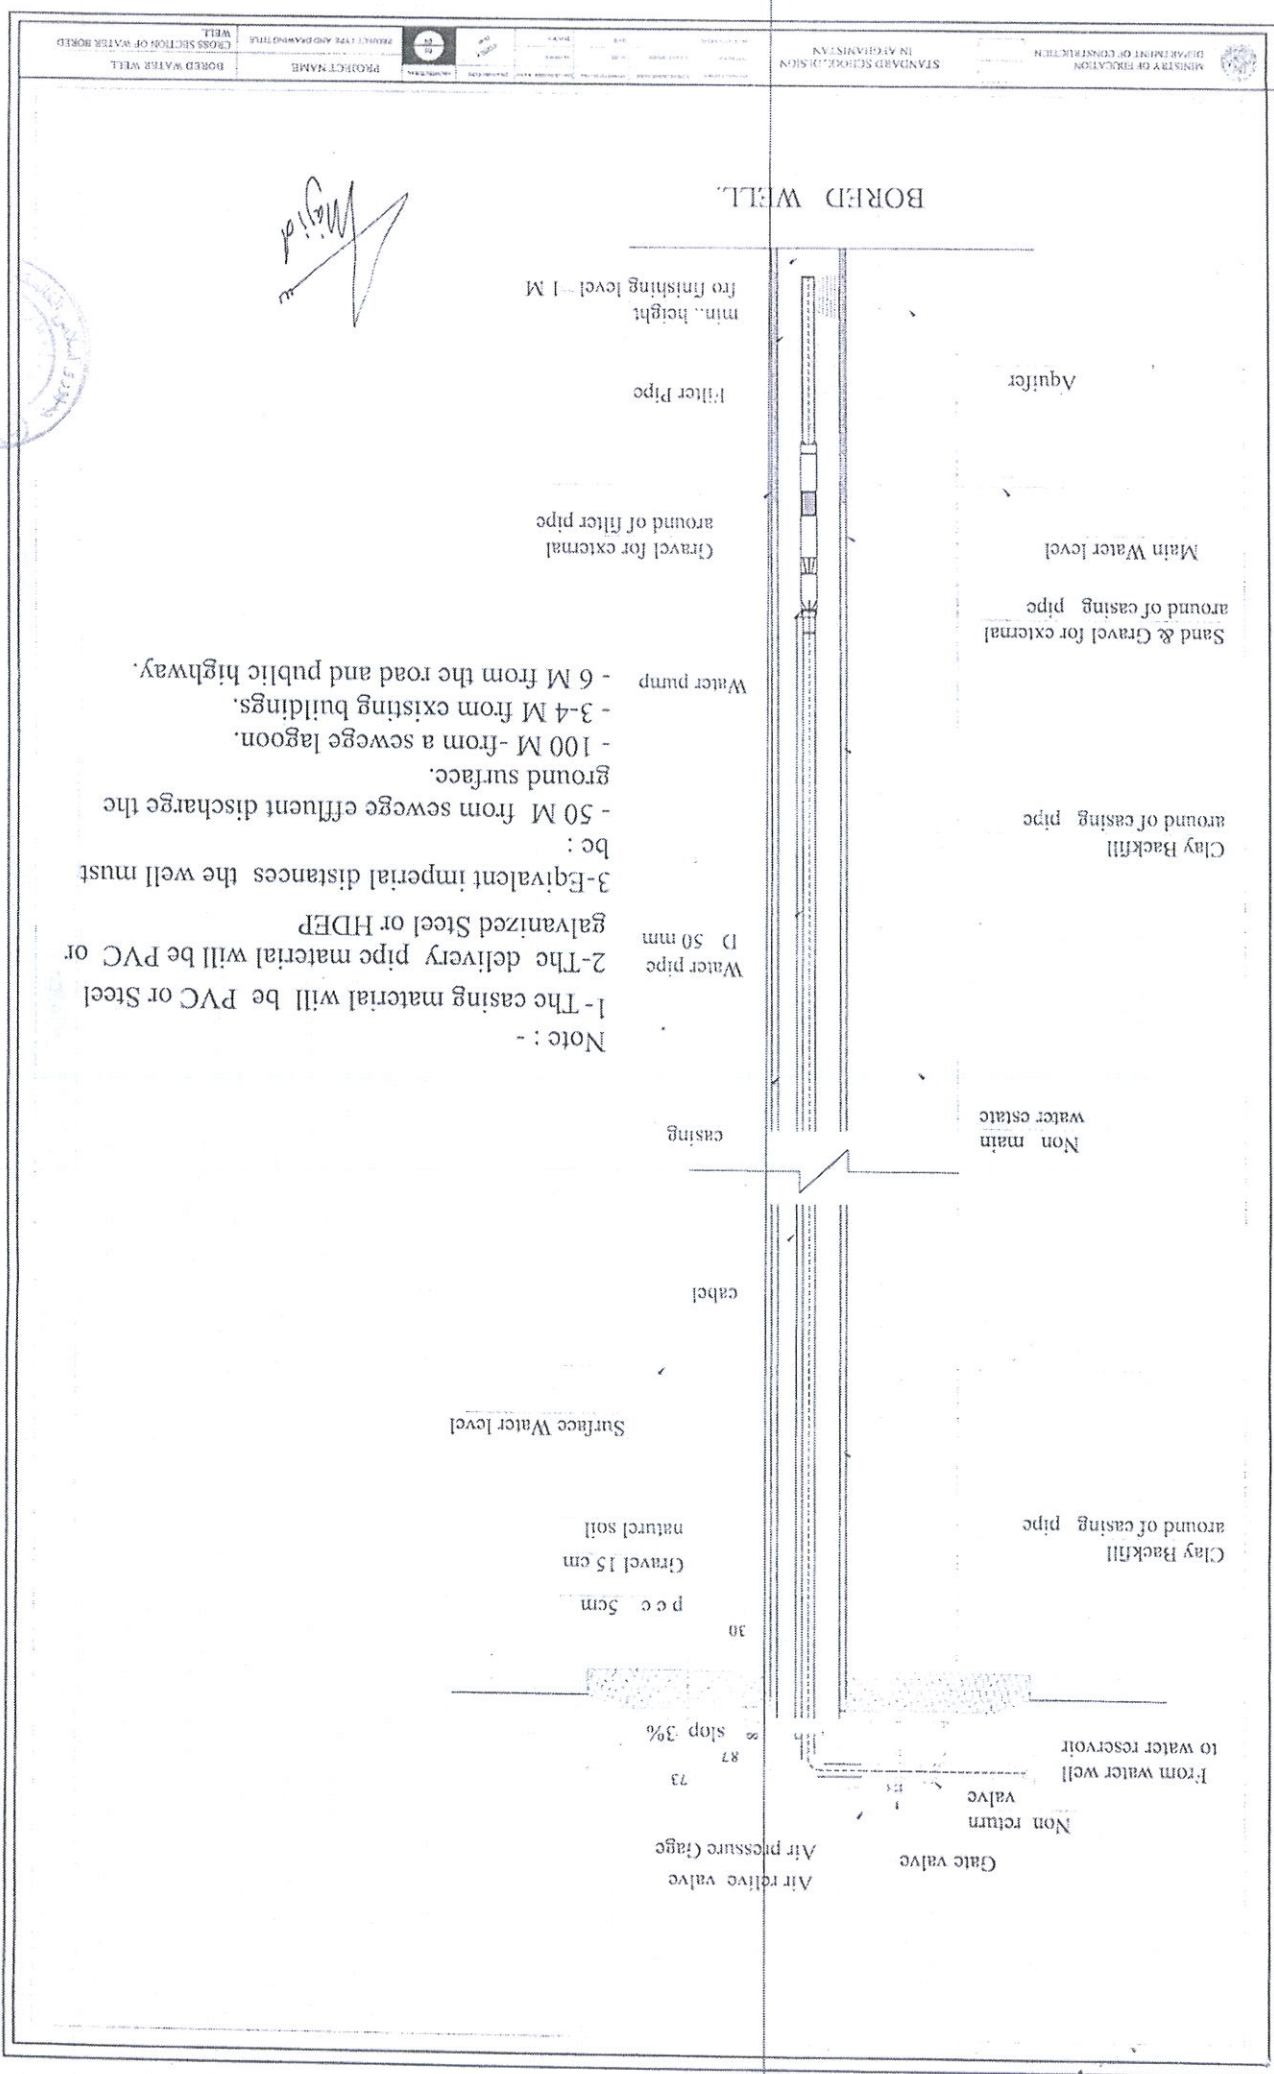 Gate valve
Air relive valve
Air pressure Gage
Non return
valve
From water well
to water reservoir
73
87
8 slop 3%
30
p c c 5cm
Gravel 15 cm
naturel soil
Clay Backfill
around of casing pipe
Surface Water level
cabel
casing
Non main
water estate
Note : -
1- The casing material will be PVC or Steel
2-The delivery pipe material will be PVC or
galvanized Steel or HDEP
3-Eqivalent imperial distances the well must
be :
- 50 M from sewege effluent discharge the
ground surface.
- 100 M -from a sewege lagoon.
- 3-4 M from existing buildings.
- 6 M from the road and public highway.
Water pipe
D 50 mm
Clay Backfill
around of casing pipe
Water pump
Sand & Gravel for external
around of casing pipe
Main Water level
Gravel for external
around of filter pipe
Filter Pipe
Aquifer
min.. height
fro finishing level 1 M
Majid
BORED WELL.
MINISTRY OF EDUCATION
DEPARTMENT OF CONSTRUCTION
STANDARD SCHOOL DESIGN
IN AFGHANISTAN
PROJECT NAME
BORED WATER WELL
PROJECT TYPE AND DRAWING TITLE
CROSS SECTION OF WATER BORED
WELL